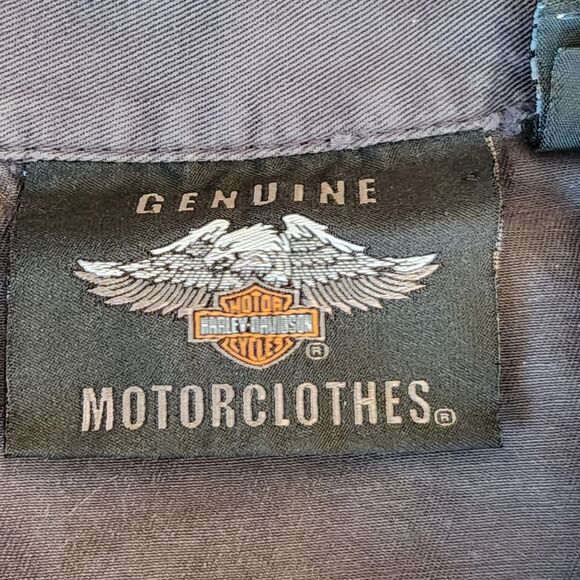 GENUINE
MOTOR
HARLEY-DAVIDSON
CYCLES
®
MOTORCLOTHES®